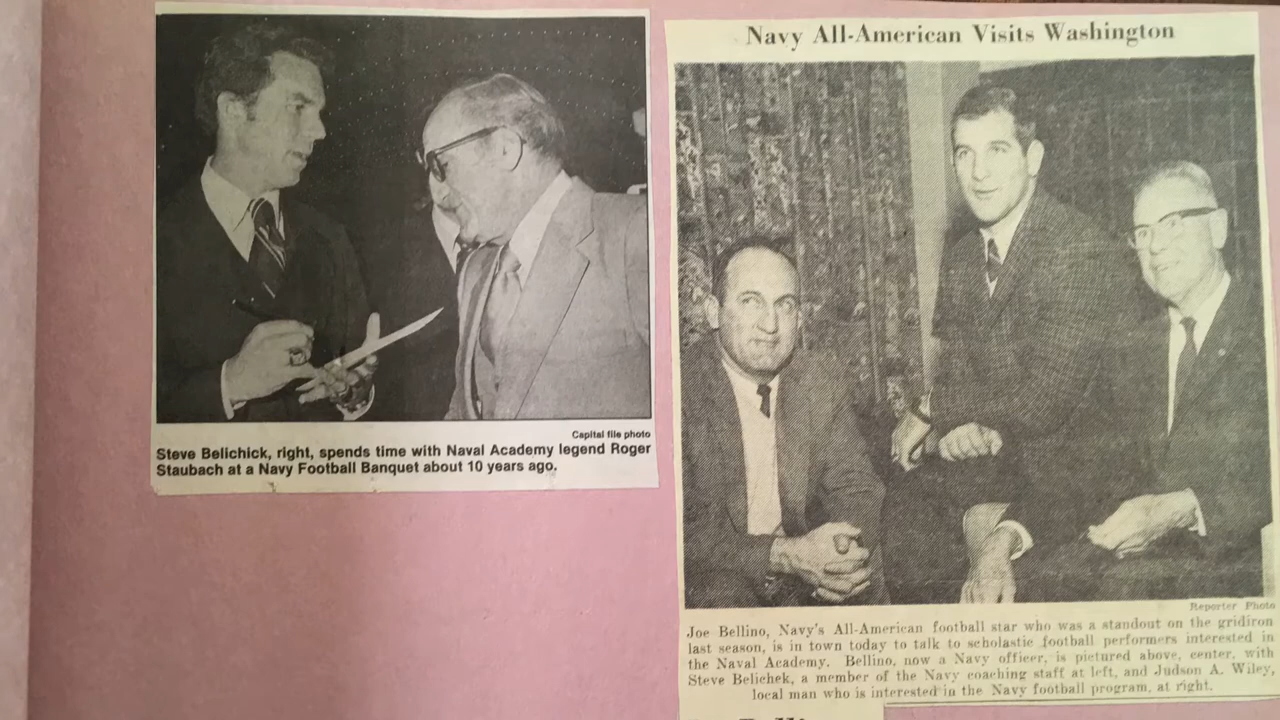 Capital file photo
Steve Belichick, right, spends time with Naval Academy legend Roger
Staubach at a Navy Football Banquet about 10 years ago.
Navy All-American Visits Washington
Reporter Photo
Joe Bellino, Navy's All-American football star who was a standout on the gridiron
last season, is in town today to talk to scholastic football performers interested in
the Naval Academy. Bellino, now a Navy officer, is pictured above, center, with
Steve Belichek, a member of the Navy coaching staff at left, and Judson A. Wiley,
local man who is interested in the Navy football program, at right.